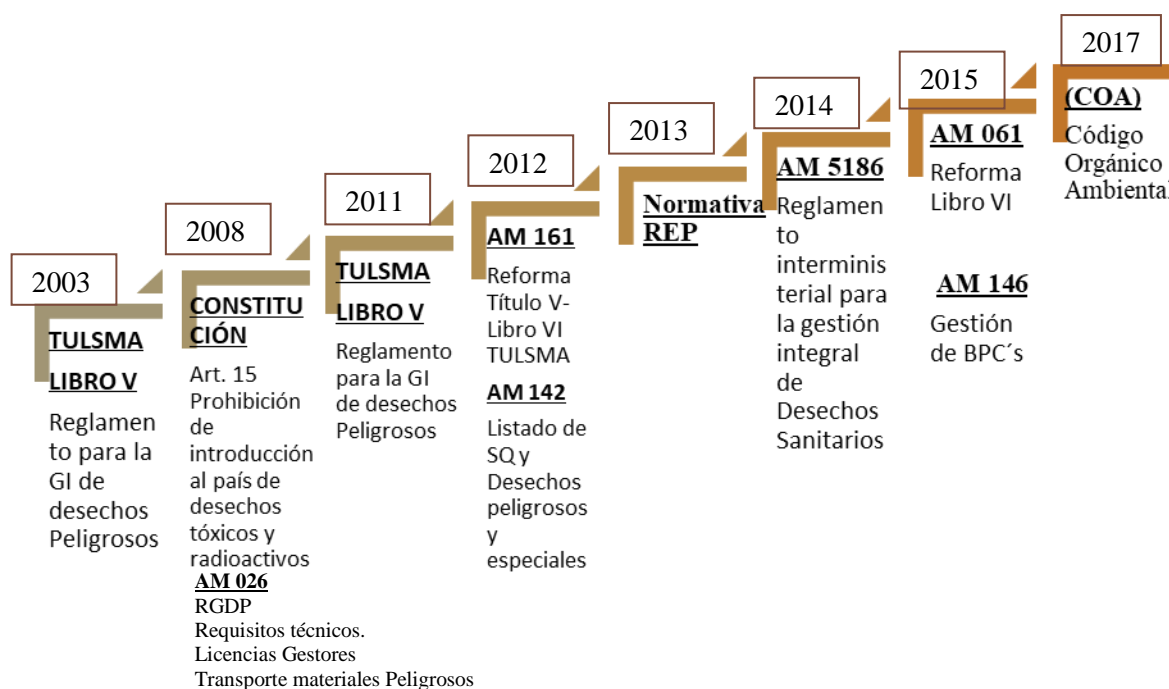 2003
TULSMA
LIBRO V
Reglamen
to para la
GI de
desechos
Peligrosos
2008
CONSTITU
CIÓN
Art. 15
Prohibición
de
introducción
al país de
desechos
tóxicos y
radioactivos
AM 026
RGDP
Requisitos técnicos.
Licencias Gestores
Transporte materiales Peligrosos
2011
TULSMA
LIBRO V
Reglamento
para la GI
de desechos
Peligrosos
2012
AM 161
Reforma
Título V-
Libro VI
TULSMA
AM 142
Listado de
SQ y
Desechos
peligrosos
y
especiales
2013
Normativa
REP
2014
AM 5186
Reglamen
to
interminis
terial para
la gestión
integral
de
Desechos
Sanitarios
2015
AM 061
Reforma
Libro VI
AM 146
Gestión
de BPC´s
2017
(COA)
Código
Orgánico
Ambiental